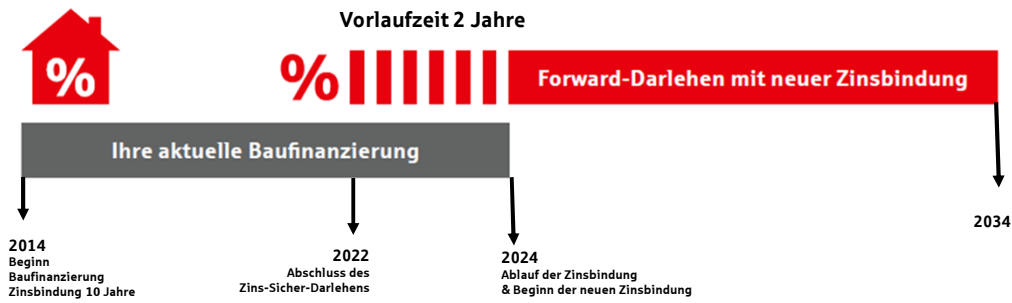 Vorlaufzeit 2 Jahre
%
%
Forward-Darlehen mit neuer Zinsbindung
Ihre aktuelle Baufinanzierung
2014
Beginn
Baufinanzierung
Zinsbindung 10 Jahre
2022
Abschluss des
Zins-Sicher-Darlehens
2024
Ablauf der Zinsbindung
& Beginn der neuen Zinsbindung
2034